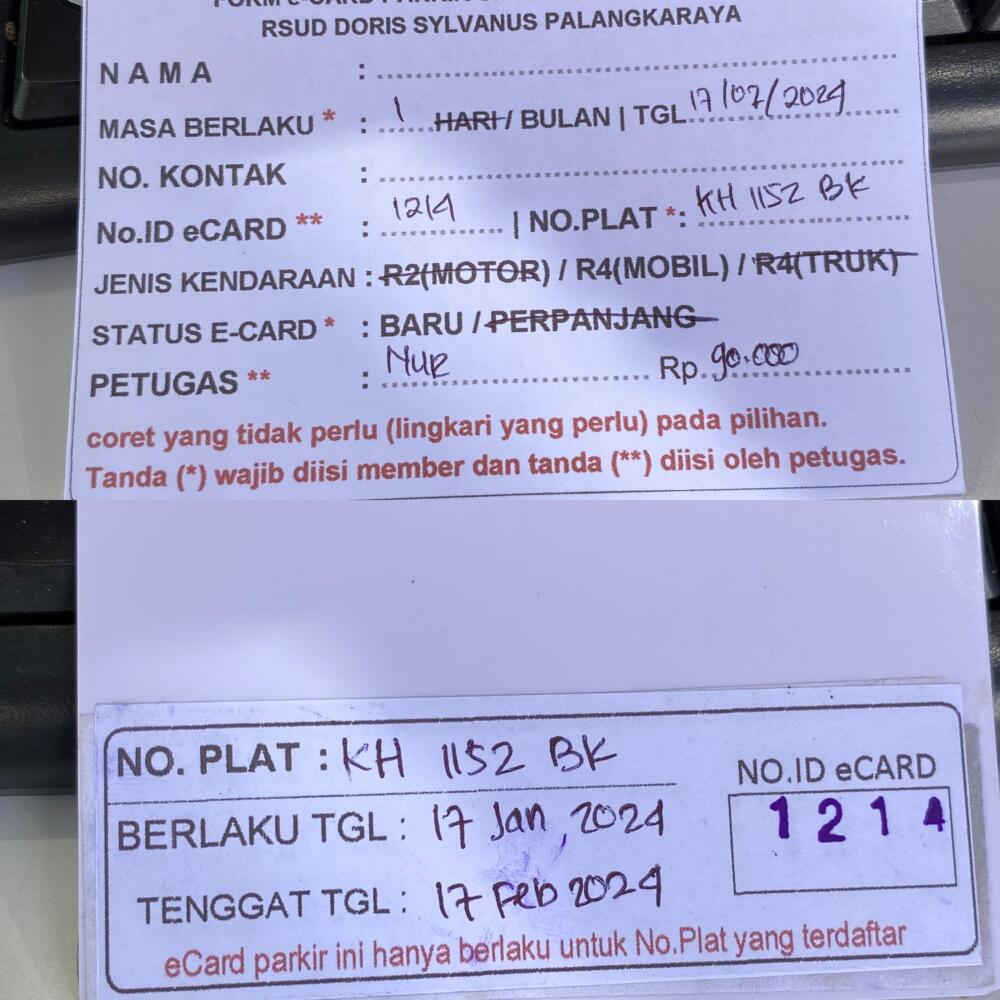 RSUD DORIS SYLVANUS PALANGKARAYA
NAMA :
MASA BERLAKU * : 1 HARI / BULAN | TGL 17/07/2024
NO. KONTAK :
No.ID eCARD ** : 1214 | NO.PLAT *: KH 1152 BK
JENIS KENDARAAN : R2(MOTOR) / R4(MOBIL) / R4(TRUK)
STATUS E-CARD * : BARU / PERPANJANG
PETUGAS ** : NUR Rp. 90.000
coret yang tidak perlu (lingkari yang perlu) pada pilihan.
Tanda (*) wajib diisi member dan tanda (**) diisi oleh petugas.
NO. PLAT : KH 1152 BK
NO.ID eCARD
1214
BERLAKU TGL : 17 Jan, 2024
TENGGAT TGL : 17 Feb 2024
eCard parkir ini hanya berlaku untuk No.Plat yang terdaftar